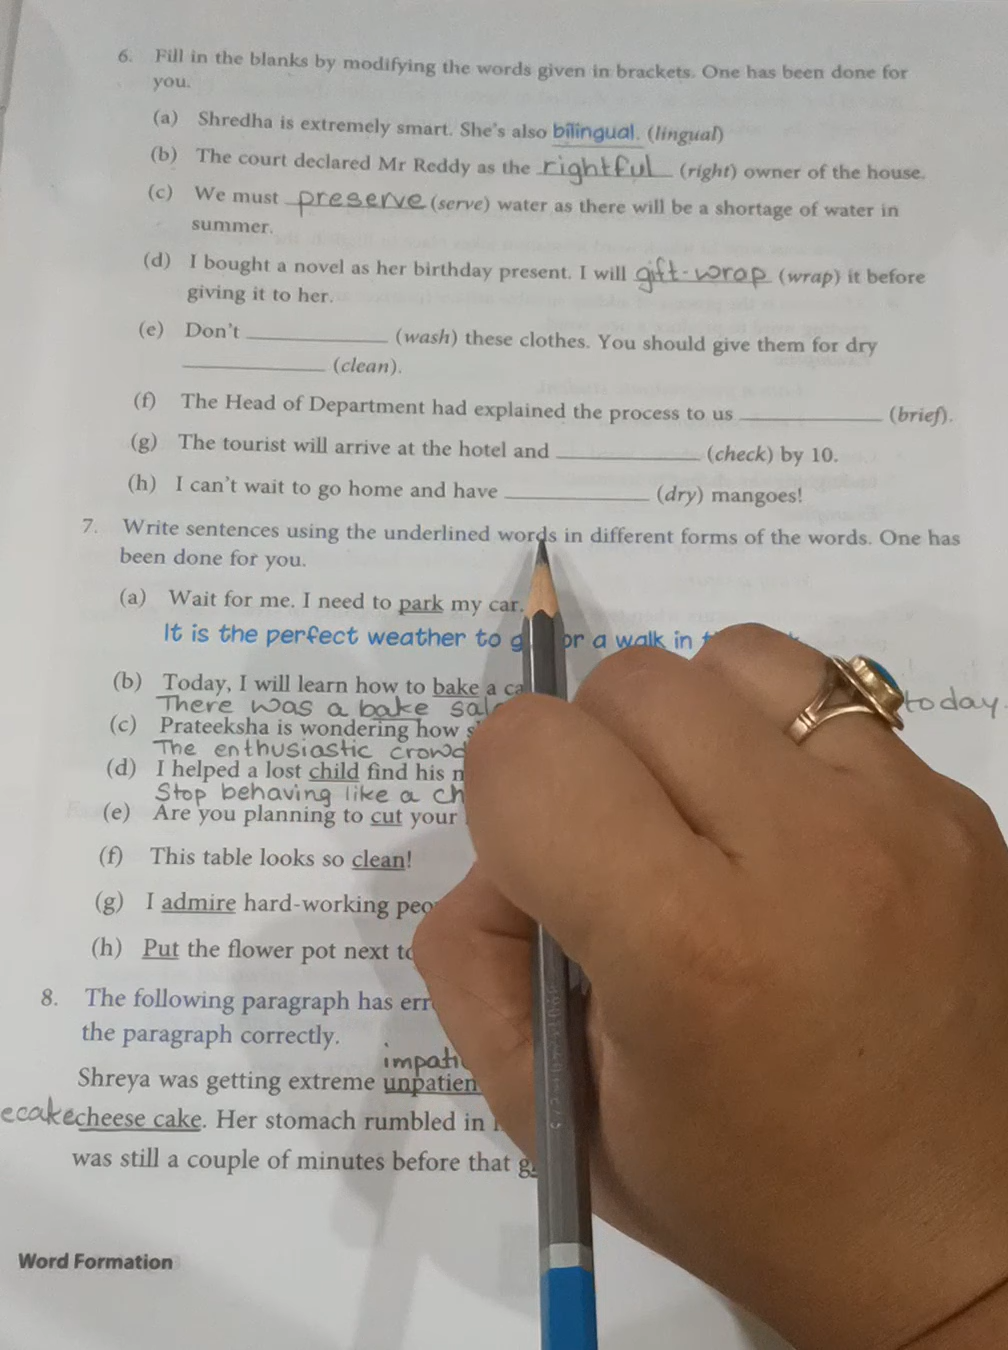 6. Fill in the blanks by modifying the words given in brackets. One has been done for
you.
(a) Shredha is extremely smart. She's also bilingual. (lingual)
(b) The court declared Mr Reddy as the rightful (right) owner of the house.
(c) We must preserve (serve) water as there will be a shortage of water in
summer.
(d) I bought a novel as her birthday present. I will gift-wrap (wrap) it before
giving it to her.
(e) Don't ____________ (wash) these clothes. You should give them for dry
____________ (clean).
(f) The Head of Department had explained the process to us ____________ (brief).
(g) The tourist will arrive at the hotel and ____________ (check) by 10.
(h) I can't wait to go home and have ____________ (dry) mangoes!
7. Write sentences using the underlined words in different forms of the words. One has
been done for you.
(a) Wait for me. I need to park my car.
It is the perfect weather to g or a walk in
(b) Today, I will learn how to bake a
There was a bake today.
(c) Prateeksha is wondering how
The enthusiastic crowd
(d) I helped a lost child find his
Stop behaving like a
(e) Are you planning to cut your
(f) This table looks so clean!
(g) I admire hard-working
(h) Put the flower pot next
8. The following paragraph has
the paragraph correctly.
Shreya was getting extreme unpatien
ecake cheese cake. Her stomach rumbled in
was still a couple of minutes before that
Word Formation